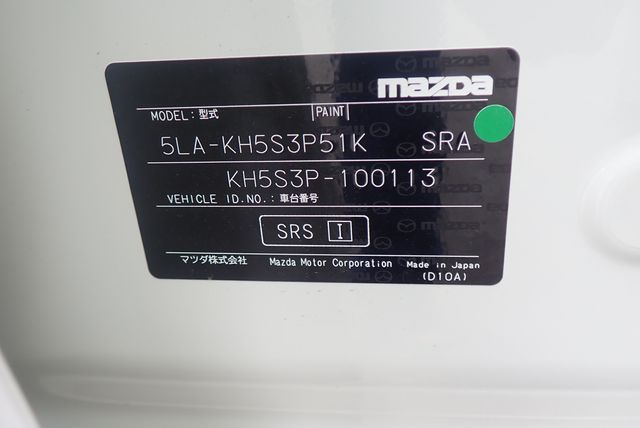 mazda
MODEL: 型式 PAINT
5LA-KH5S3P51K SRA
KH5S3P-100113
VEHICLE ID.NO.: 車台番号
SRS I
マツダ株式会社 Mazda Motor Corporation Made in Japan
(D10A)